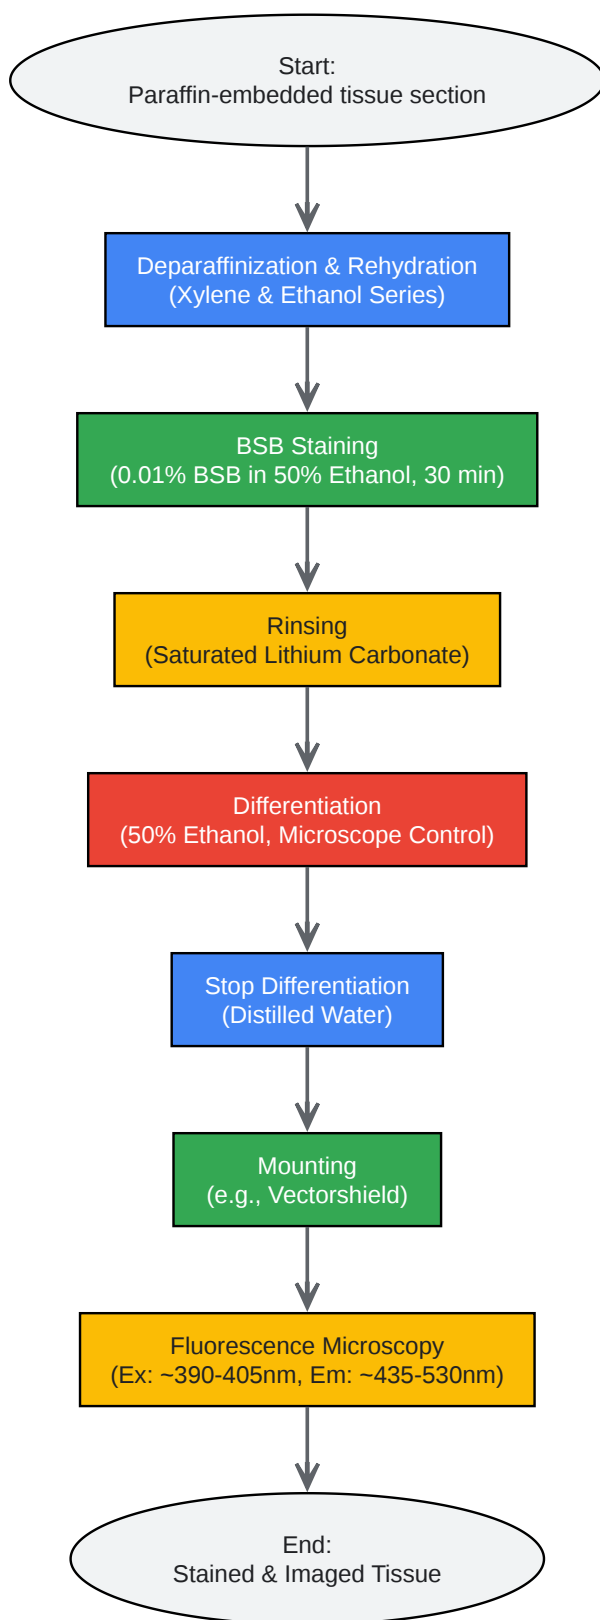 Start:
Paraffin-embedded tissue section
Deparaffinization & Rehydration
(Xylene & Ethanol Series)
BSB Staining
(0.01% BSB in 50% Ethanol, 30 min)
Rinsing
(Saturated Lithium Carbonate)
Differentiation
(50% Ethanol, Microscope Control)
Stop Differentiation
(Distilled Water)
Mounting
(e.g., Vectorshield)
Fluorescence Microscopy
(Ex: ~390-405nm, Em: ~435-530nm)
End:
Stained & Imaged Tissue